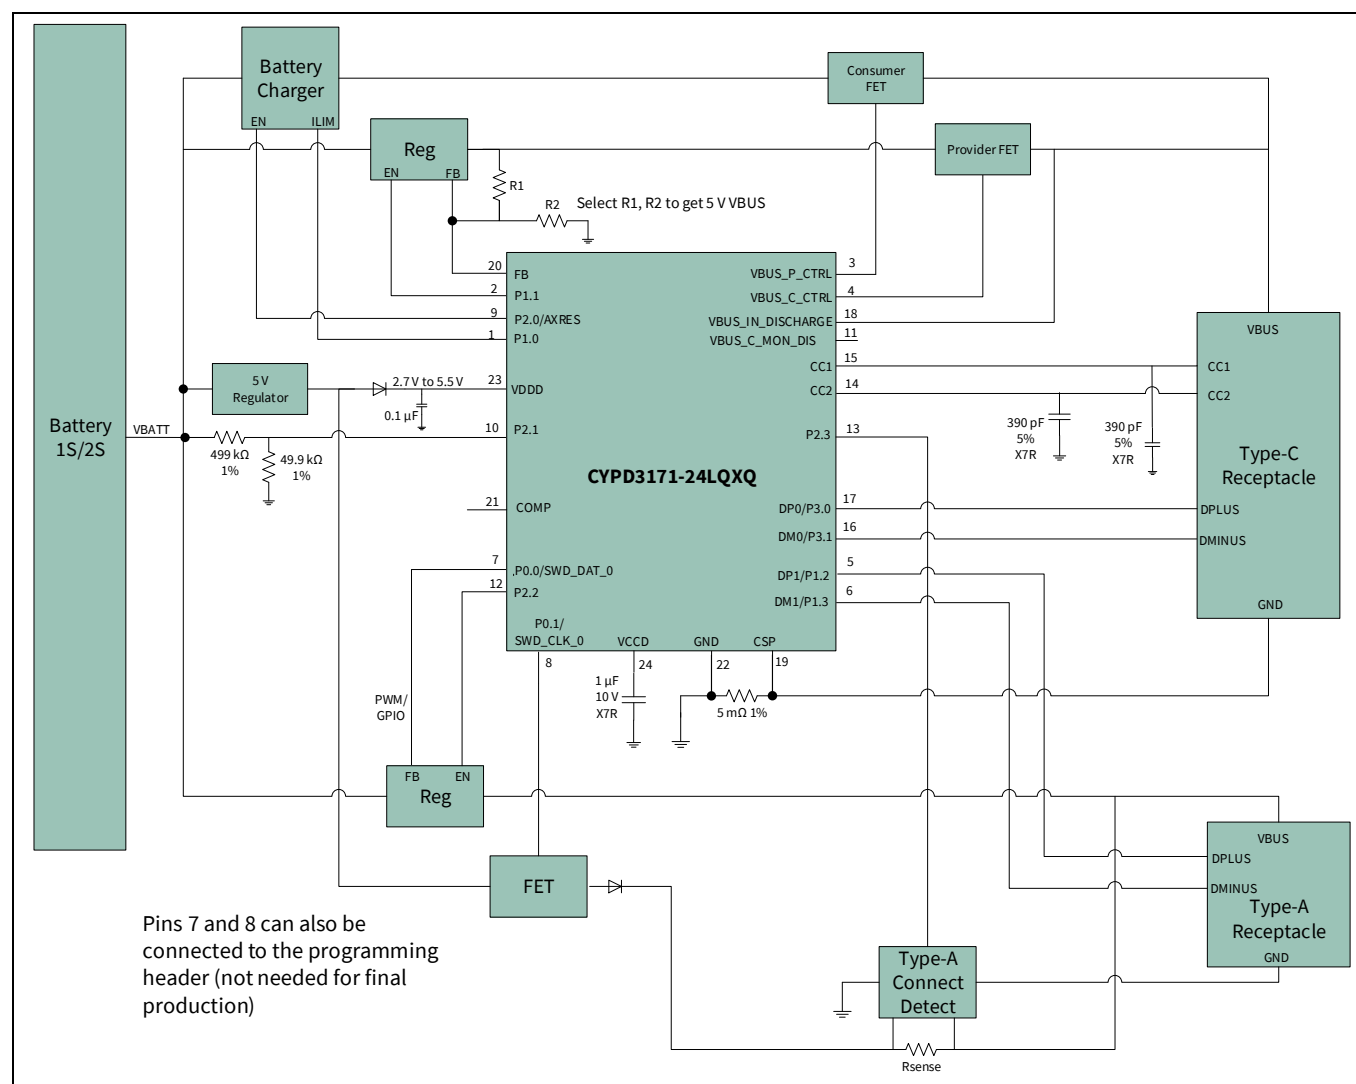 Battery
Charger
EN
ILIM
Consumer
FET
Reg
EN
FB
Provider FET
R1
R2
Select R1, R2 to get 5 V VBUS
20
FB
2
P1.1
9
P2.0/AXRES
1
P1.0
VBUS_P_CTRL
3
VBUS_C_CTRL
4
VBUS_IN_DISCHARGE
18
VBUS_C_MON_DIS
11
CC1
15
CC2
14
VBUS
CC1
CC2
5 V
Regulator
2.7 V to 5.5 V
23
VDDD
0.1 µF
Battery
1S/2S
VBATT
10
P2.1
499 kΩ
1%
49.9 kΩ
1%
P2.3
13
390 pF
5%
X7R
390 pF
5%
X7R
Type-C
Receptacle
CYPD3171-24LQXQ
21
COMP
DP0/P3.0
17
DPLUS
DM0/P3.1
16
DMINUS
7
.P0.0/SWD_DAT_0
12
P2.2
DP1/P1.2
5
DM1/P1.3
6
GND
P0.1/
SWD_CLK_0
VCCD
GND
CSP
8
24
22
19
1 µF
10 V
X7R
5 mΩ 1%
PWM/
GPIO
FB
EN
Reg
VBUS
DPLUS
DMINUS
Type-A
Receptacle
GND
FET
Pins 7 and 8 can also be
connected to the programming
header (not needed for final
production)
Type-A
Connect
Detect
Rsense